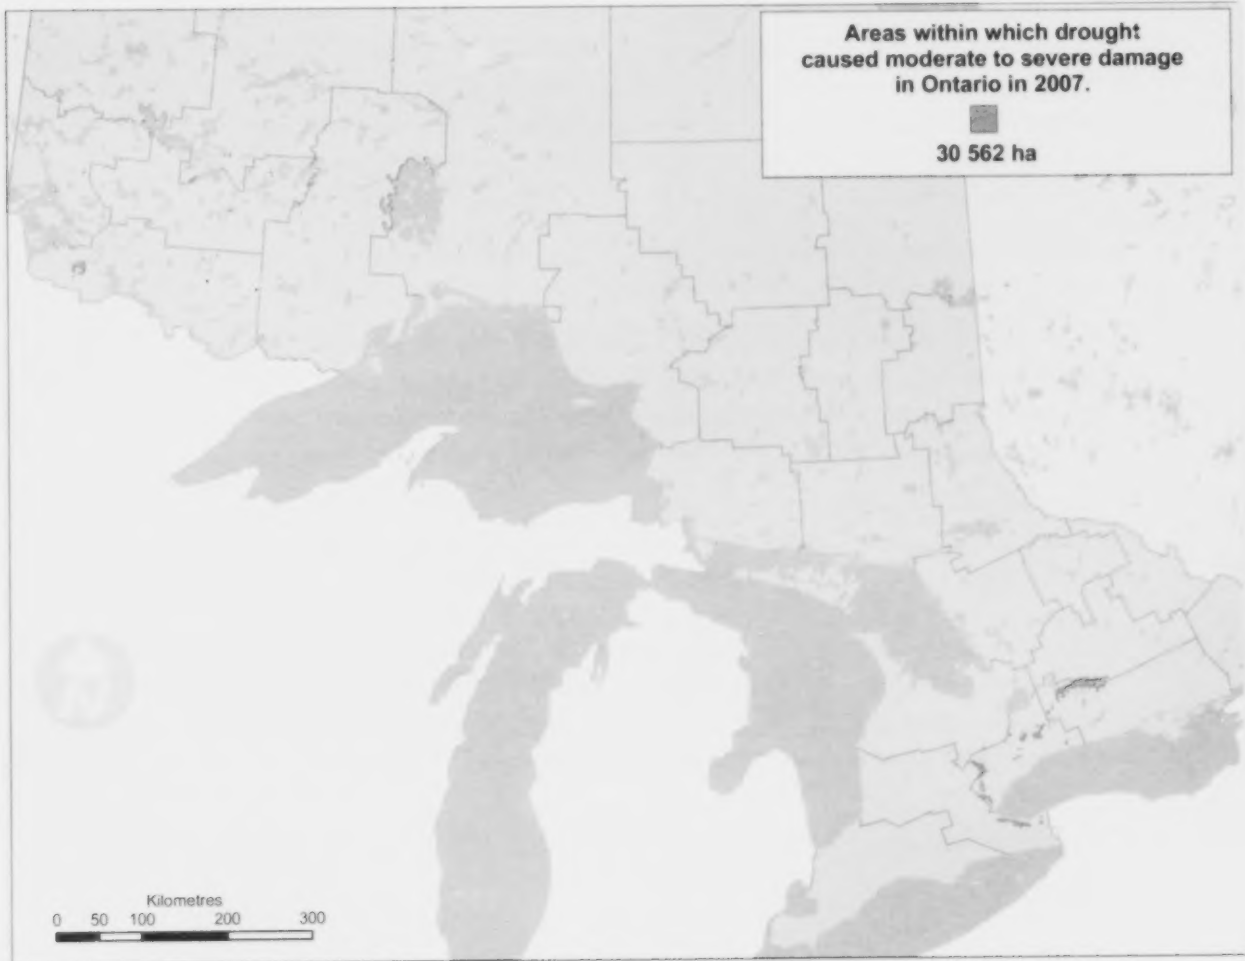 Areas within which drought
caused moderate to severe damage
in Ontario in 2007.
30 562 ha
Kilometres
0 50 100 200 300